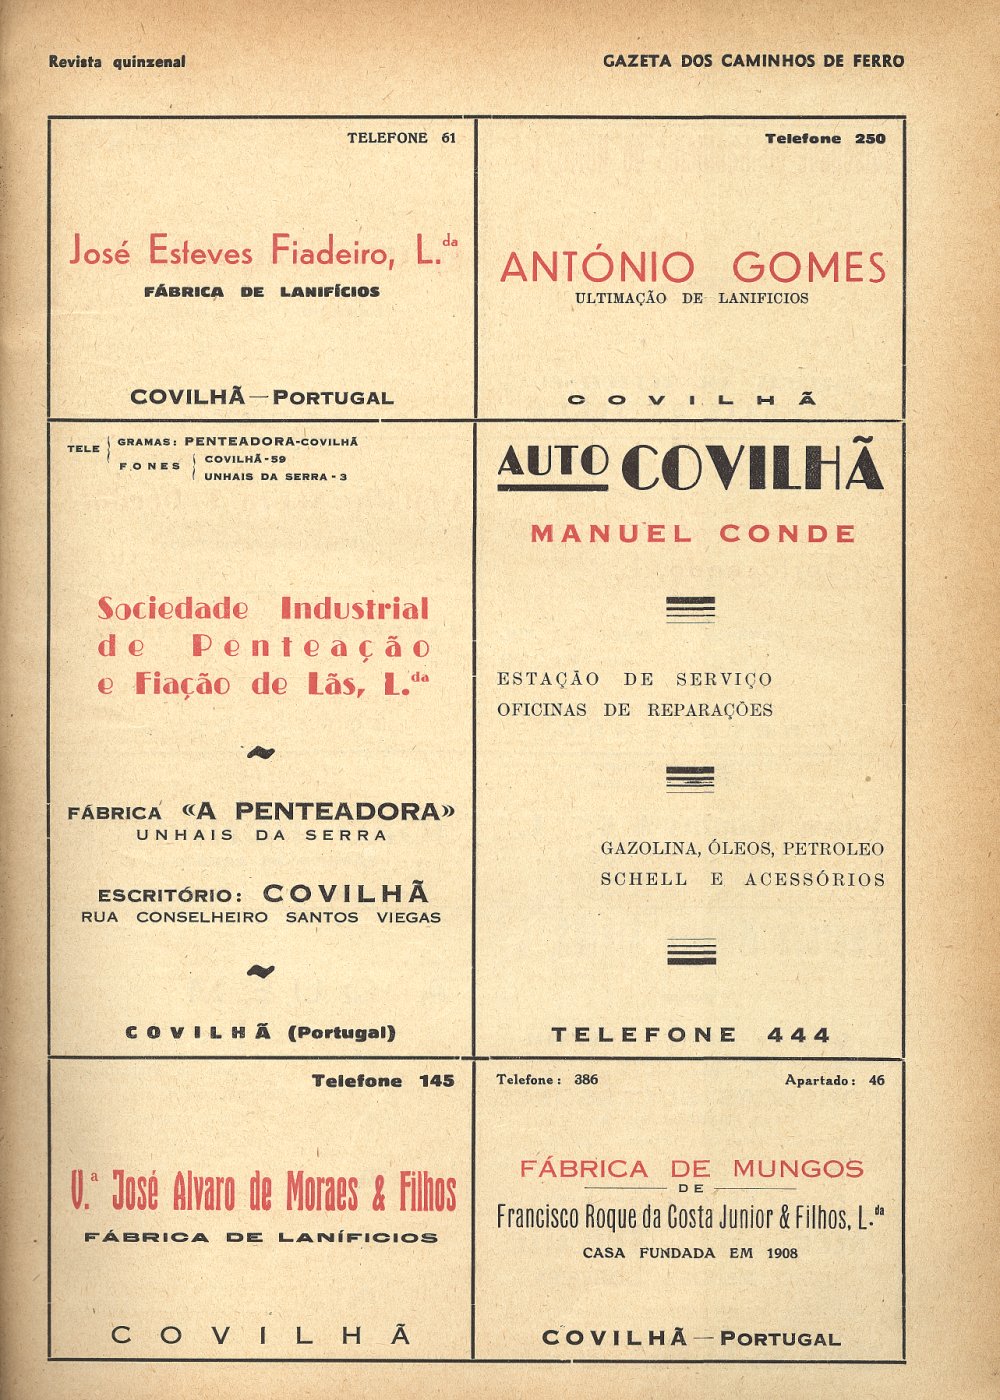 Revista quinzenal
GAZETA DOS CAMINHOS DE FERRO
TELEFONE 61
José Esteves Fiadeiro, L.da
FÁBRICA DE LANIFÍCIOS
COVILHÃ — PORTUGAL
Telefone 250
ANTÓNIO GOMES
ULTIMAÇÃO DE LANIFICIOS
COVILHÃ
TELE
GRAMAS: PENTEADORA-COVILHÃ
FONES
COVILHÃ - 59
UNHAIS DA SERRA - 3
Sociedade Industrial
de Penteação
e Fiação de Lãs, L.da
FÁBRICA «A PENTEADORA»
UNHAIS DA SERRA
ESCRITÓRIO: COVILHÃ
RUA CONSELHEIRO SANTOS VIEGAS
COVILHÃ (Portugal)
AUTO COVILHÃ
MANUEL CONDE
ESTAÇÃO DE SERVIÇO
OFICINAS DE REPARAÇÕES
GAZOLINA, ÓLEOS, PETROLEO
SCHELL E ACESSÓRIOS
TELEFONE 444
Telefone 145
V.ª José Alvaro de Moraes & Filhos
FÁBRICA DE LANÍFICIOS
COVILHÃ
Telefone: 386
Apartado: 46
FÁBRICA DE MUNGOS
DE
Francisco Roque da Costa Junior & Filhos, L.da
CASA FUNDADA EM 1908
COVILHÃ — PORTUGAL